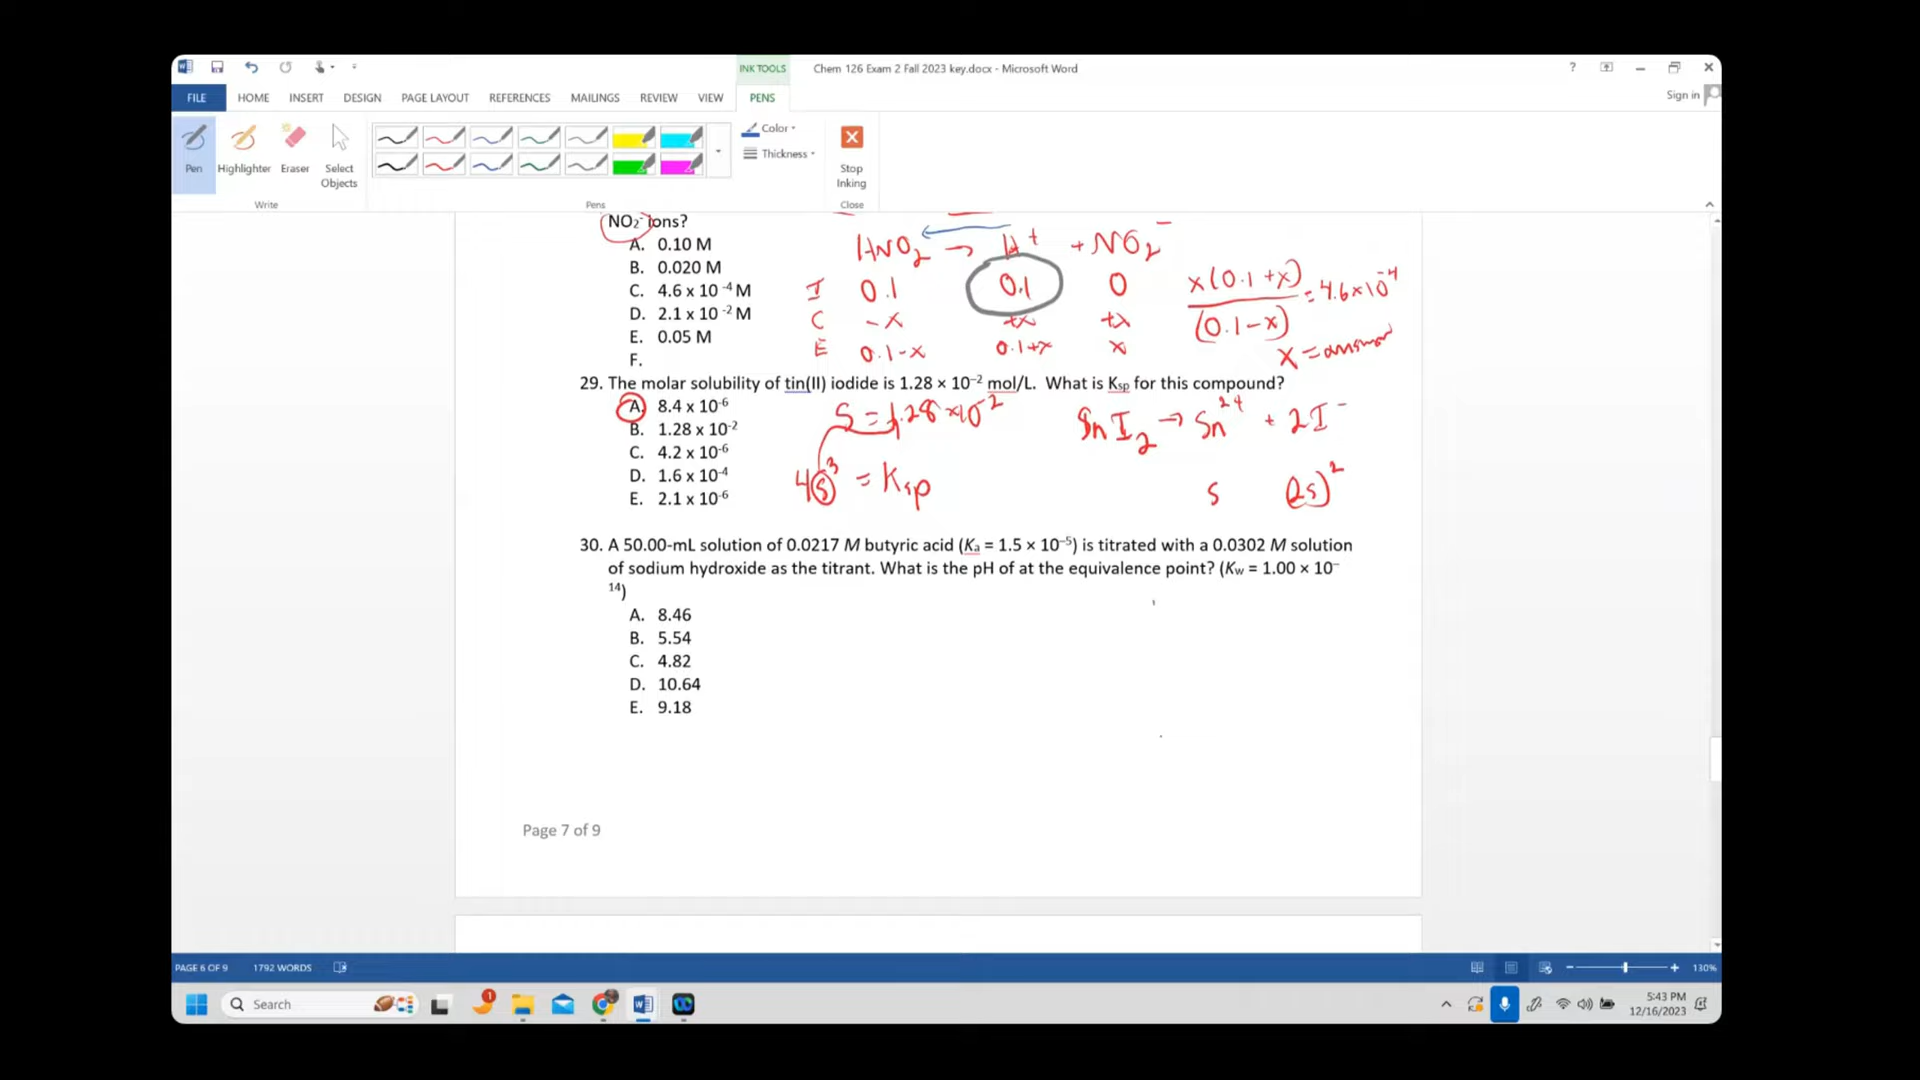 INK TOOLS
Chem 126 Exam 2 Fall 2023 key.docx - Microsoft Word
?
FILE HOME INSERT DESIGN PAGE LAYOUT REFERENCES MAILINGS REVIEW VIEW PENS
Sign in
Pen Highlighter Eraser Select Objects
Color
Thickness
Stop Inking
Write Pens Close
NO2- ions?
A. 0.10 M
B. 0.020 M
C. 4.6 x 10 -4 M
D. 2.1 x 10 -2 M
E. 0.05 M
F.
HNO2 → H+ + NO2-
I 0.1 0.1 0
C -x +x +x
E 0.1-x 0.1+x x
x(0.1+x)
(0.1-x)
= 4.6x10-4
x = answer
29. The molar solubility of tin(II) iodide is 1.28 × 10–2 mol/L. What is Ksp for this compound?
A. 8.4 x 10-6
B. 1.28 x 10-2
C. 4.2 x 10-6
D. 1.6 x 10-4
E. 2.1 x 10-6
S = 1.28 x10-2
SnI2 → Sn2+ + 2I-
4s3 = Ksp
s (2s)2
30. A 50.00-mL solution of 0.0217 M butyric acid (Ka = 1.5 × 10–5) is titrated with a 0.0302 M solution
of sodium hydroxide as the titrant. What is the pH of at the equivalence point? (Kw = 1.00 × 10–
14)
A. 8.46
B. 5.54
C. 4.82
D. 10.64
E. 9.18
Page 7 of 9
PAGE 6 OF 9 1792 WORDS
130%
Search
1
5:43 PM
12/16/2023